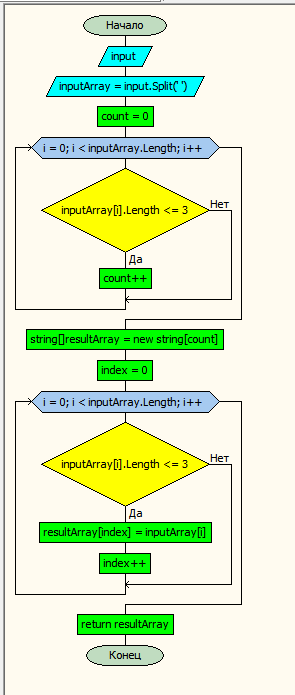 Начало
input
inputArray = input.Split(' ')
count = 0
i = 0; i < inputArray.Length; i++
inputArray[i].Length <= 3
Нет
Да
count++
string[]resultArray = new string[count]
index = 0
i = 0; i < inputArray.Length; i++
inputArray[i].Length <= 3
Нет
Да
resultArray[index] = inputArray[i]
index++
return resultArray
Конец